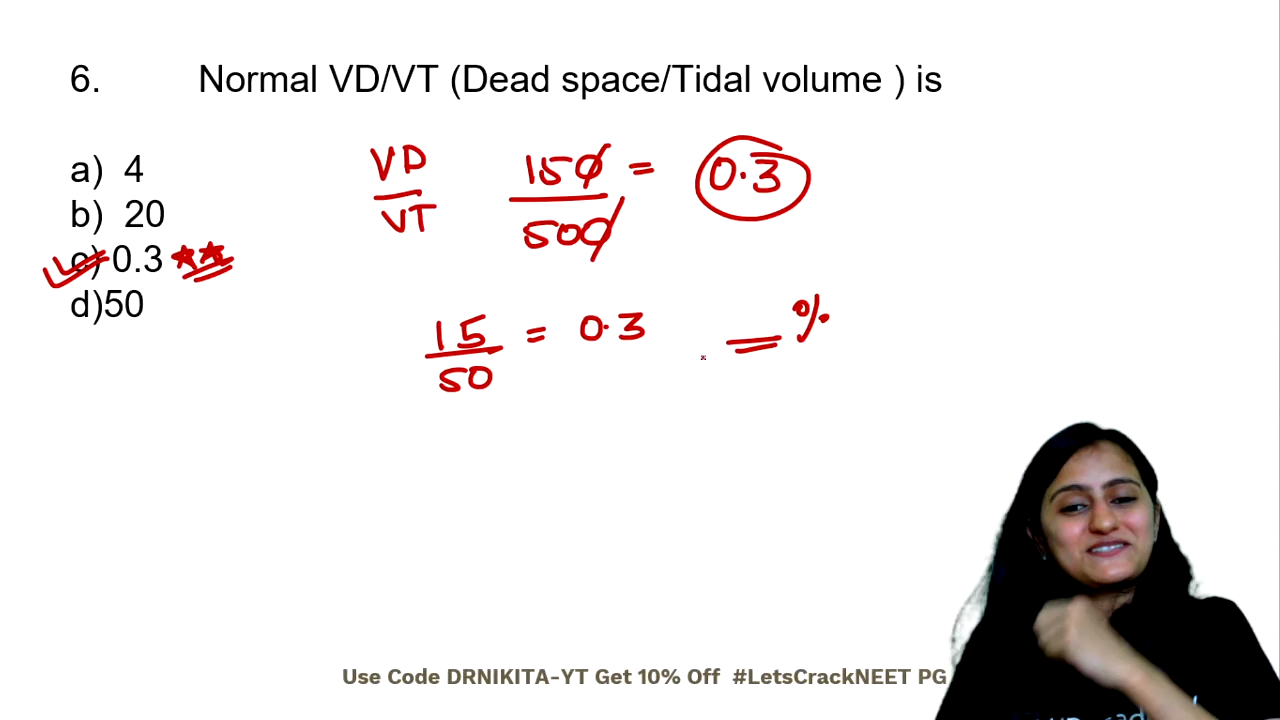 6. Normal VD/VT (Dead space/Tidal volume ) is
a) 4
b) 20
c) 0.3
d)50
VD
VT
150
500
= 0.3
15
50
= 0.3
%
Use Code DRNIKITA-YT Get 10% Off #LetsCrackNEET PG